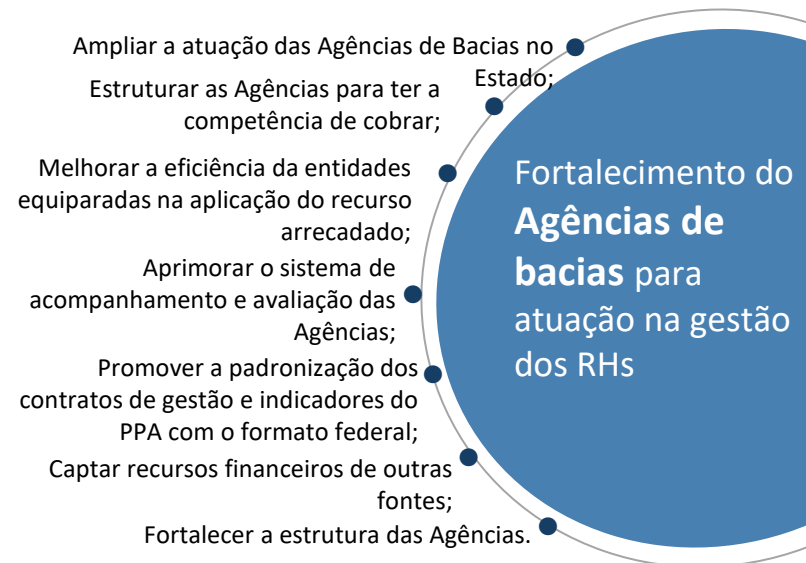 Ampliar a atuação das Agências de Bacias no
Estado;
Estruturar as Agências para ter a
competência de cobrar;
Melhorar a eficiência da entidades
equiparadas na aplicação do recurso
arrecadado;
Aprimorar o sistema de
acompanhamento e avaliação das
Agências;
Promover a padronização dos
contratos de gestão e indicadores do
PPA com o formato federal;
Captar recursos financeiros de outras
fontes;
Fortalecer a estrutura das Agências.
Fortalecimento do
Agências de
bacias para
atuação na gestão
dos RHs